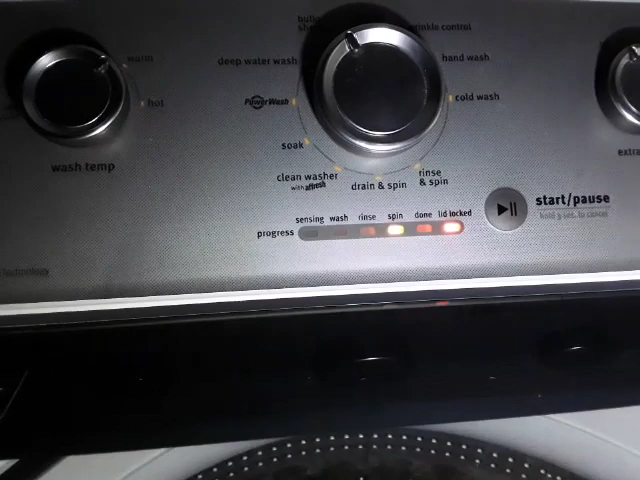 wrinkle control
deep water wash
hand wash
warm
hot
PowerWash
cold wash
soak
wash temp
clean washer
with affresh
drain & spin
rinse
& spin
extra
start/pause
hold 3 sec. to cancel
sensing wash rinse spin done lid locked
progress